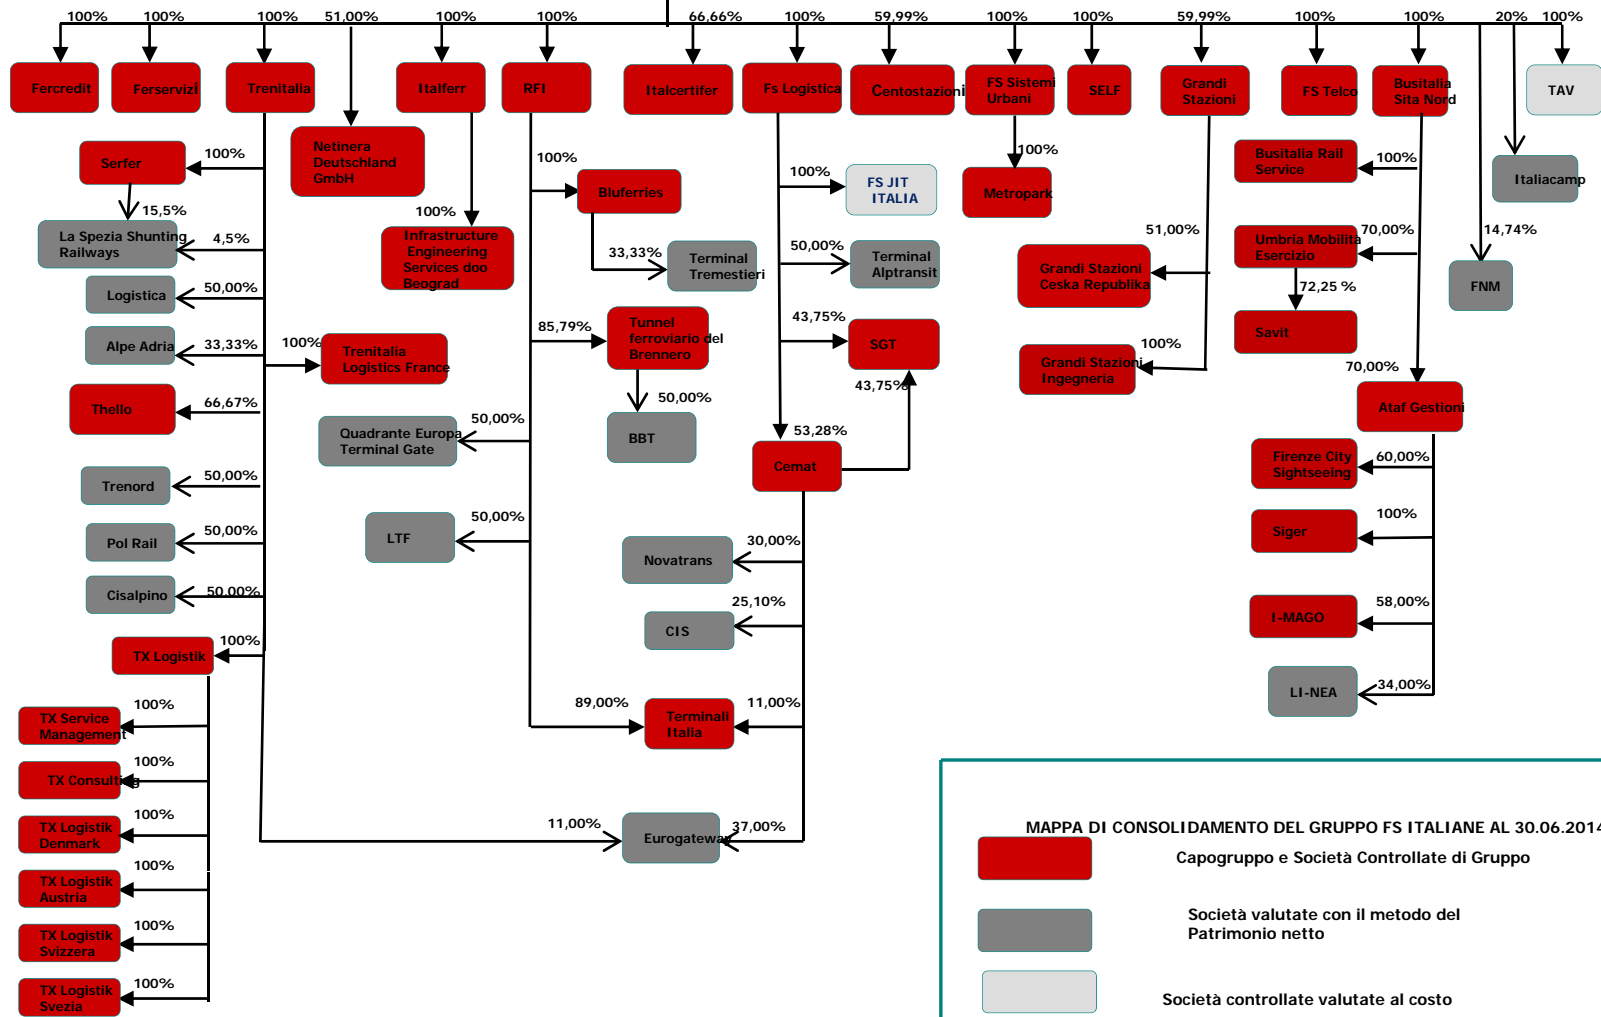 100% 100% 100% 51,00% 100% 100% 66,66% 100% 59,99% 100% 100% 59,99% 100% 100% 20% 100%
Fercredit
Ferservizi
Trenitalia
Italferr
RFI
Italcertifer
Fs Logistica
Centostazioni
FS Sistemi
Urbani
SELF
Grandi
Stazioni
FS Telco
Busitalia
Sita Nord
TAV
Netinera
Deutschland
GmbH
Serfer
100%
15,5%
La Spezia Shunting
Railways
4,5%
Logistica
50,00%
Alpe Adria
33,33%
100%
Trenitalia
Logistics France
Thello
66,67%
Trenord
50,00%
Pol Rail
50,00%
Cisalpino
50,00%
TX Logistik
100%
TX Service
Management
100%
TX Consulting
100%
TX Logistik
Denmark
100%
TX Logistik
Austria
100%
TX Logistik
Svizzera
100%
TX Logistik
Svezia
100%
100%
Infrastructure
Engineering
Services doo
Beograd
100%
Bluferries
33,33%
Terminal
Tremestieri
85,79%
Tunnel
ferroviario del
Brennero
50,00%
BBT
50,00%
Quadrante Europa
Terminal Gate
50,00%
LTF
89,00%
Terminali
Italia
11,00%
11,00%
Eurogateway
37,00%
100%
FS JIT
ITALIA
50,00%
Terminal
Alptransit
43,75%
SGT
43,75%
53,28%
Cemat
30,00%
Novatrans
25,10%
CIS
100%
Metropark
51,00%
Grandi Stazioni
Ceska Republika
100%
Grandi Stazioni
Ingegneria
Busitalia Rail
Service
100%
Umbria Mobilità
Esercizio
70,00%
72,25 %
Savit
70,00%
Ataf Gestioni
Firenze City
Sightseeing
60,00%
Siger
100%
I-MAGO
58,00%
LI-NEA
34,00%
14,74%
FNM
Italiacamp
MAPPA DI CONSOLIDAMENTO DEL GRUPPO FS ITALIANE AL 30.06.2014
Capogruppo e Società Controllate di Gruppo
Società valutate con il metodo del
Patrimonio netto
Società controllate valutate al costo